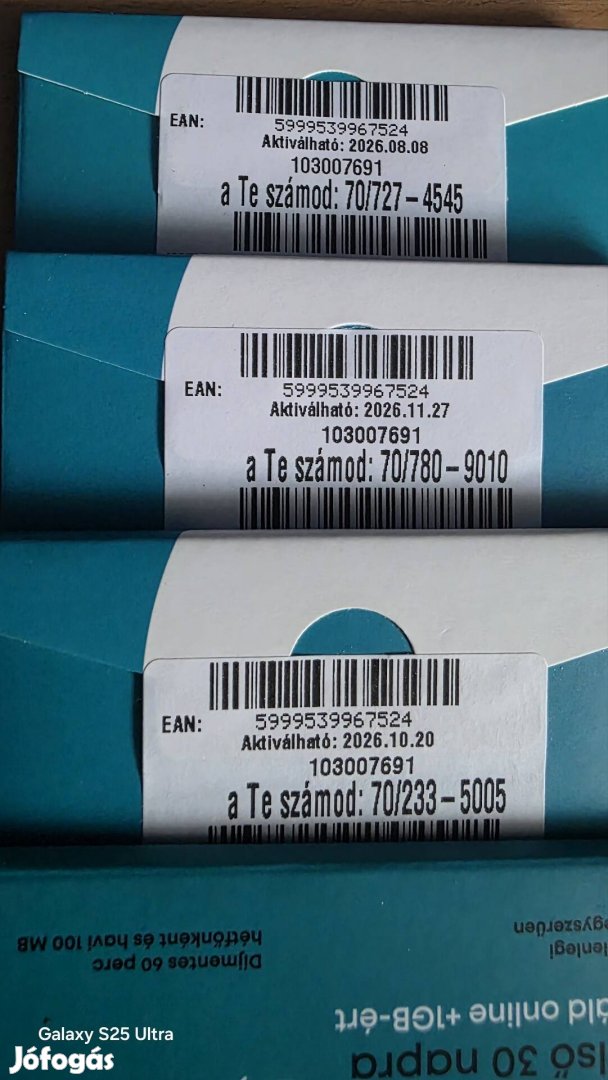 EAN:
5999539967524
Aktiválható: 2026.08.08
103007691
a Te számod: 70/727-4545
EAN:
5999539967524
Aktiválható: 2026.11.27
103007691
a Te számod: 70/780-9010
EAN:
5999539967524
Aktiválható: 2026.10.20
103007691
a Te számod: 70/233-5005
Díjmentes 60 perc
hétfőnként és havi 100 MB
online +1GB-ért
30 napra
Galaxy S25 Ultra
Jófogás